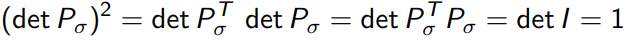 (det P_σ)² = det P_σ^T det P_σ = det P_σ^T P_σ = det I = 1